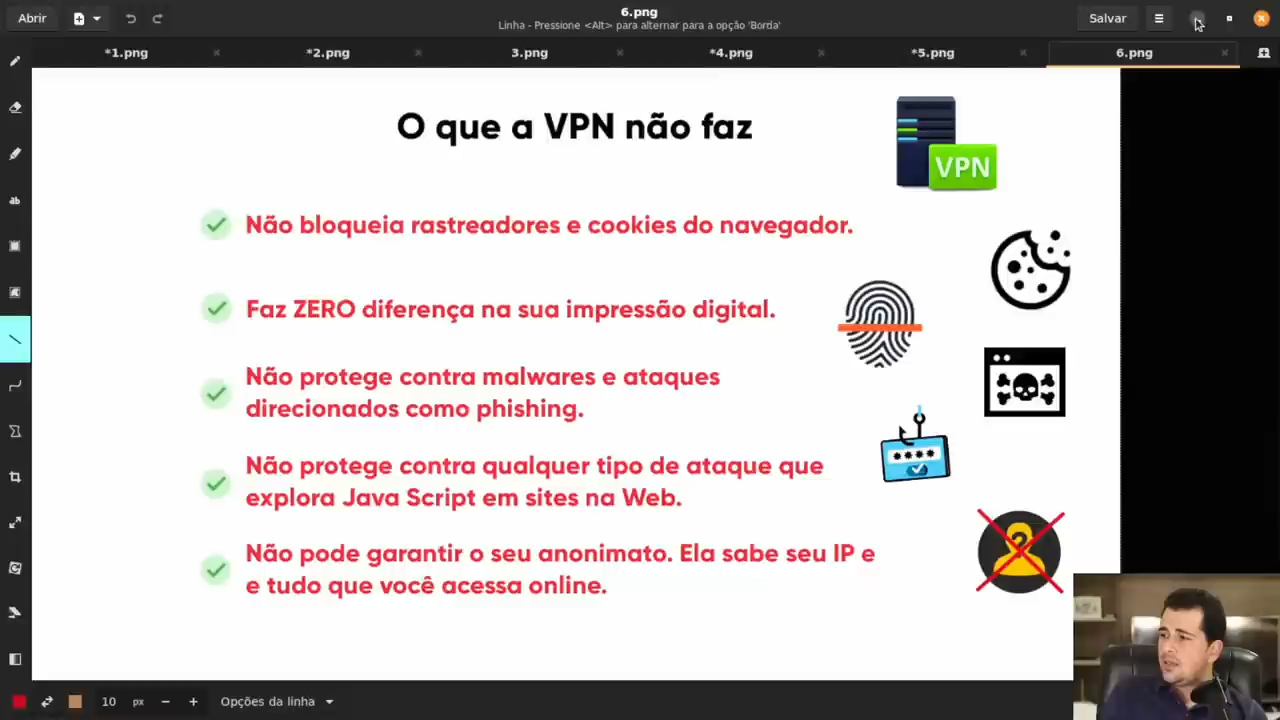 Abrir
6.png
Linha - Pressione <Alt> para alternar para a opção 'Borda'
Salvar
*1.png
*2.png
3.png
*4.png
*5.png
6.png
O que a VPN não faz
VPN
Não bloqueia rastreadores e cookies do navegador.
Faz ZERO diferença na sua impressão digital.
Não protege contra malwares e ataques
direcionados como phishing.
Não protege contra qualquer tipo de ataque que
explora Java Script em sites na Web.
Não pode garantir o seu anonimato. Ela sabe seu IP e
e tudo que você acessa online.
ab
****
?
10 px - + Opções da linha